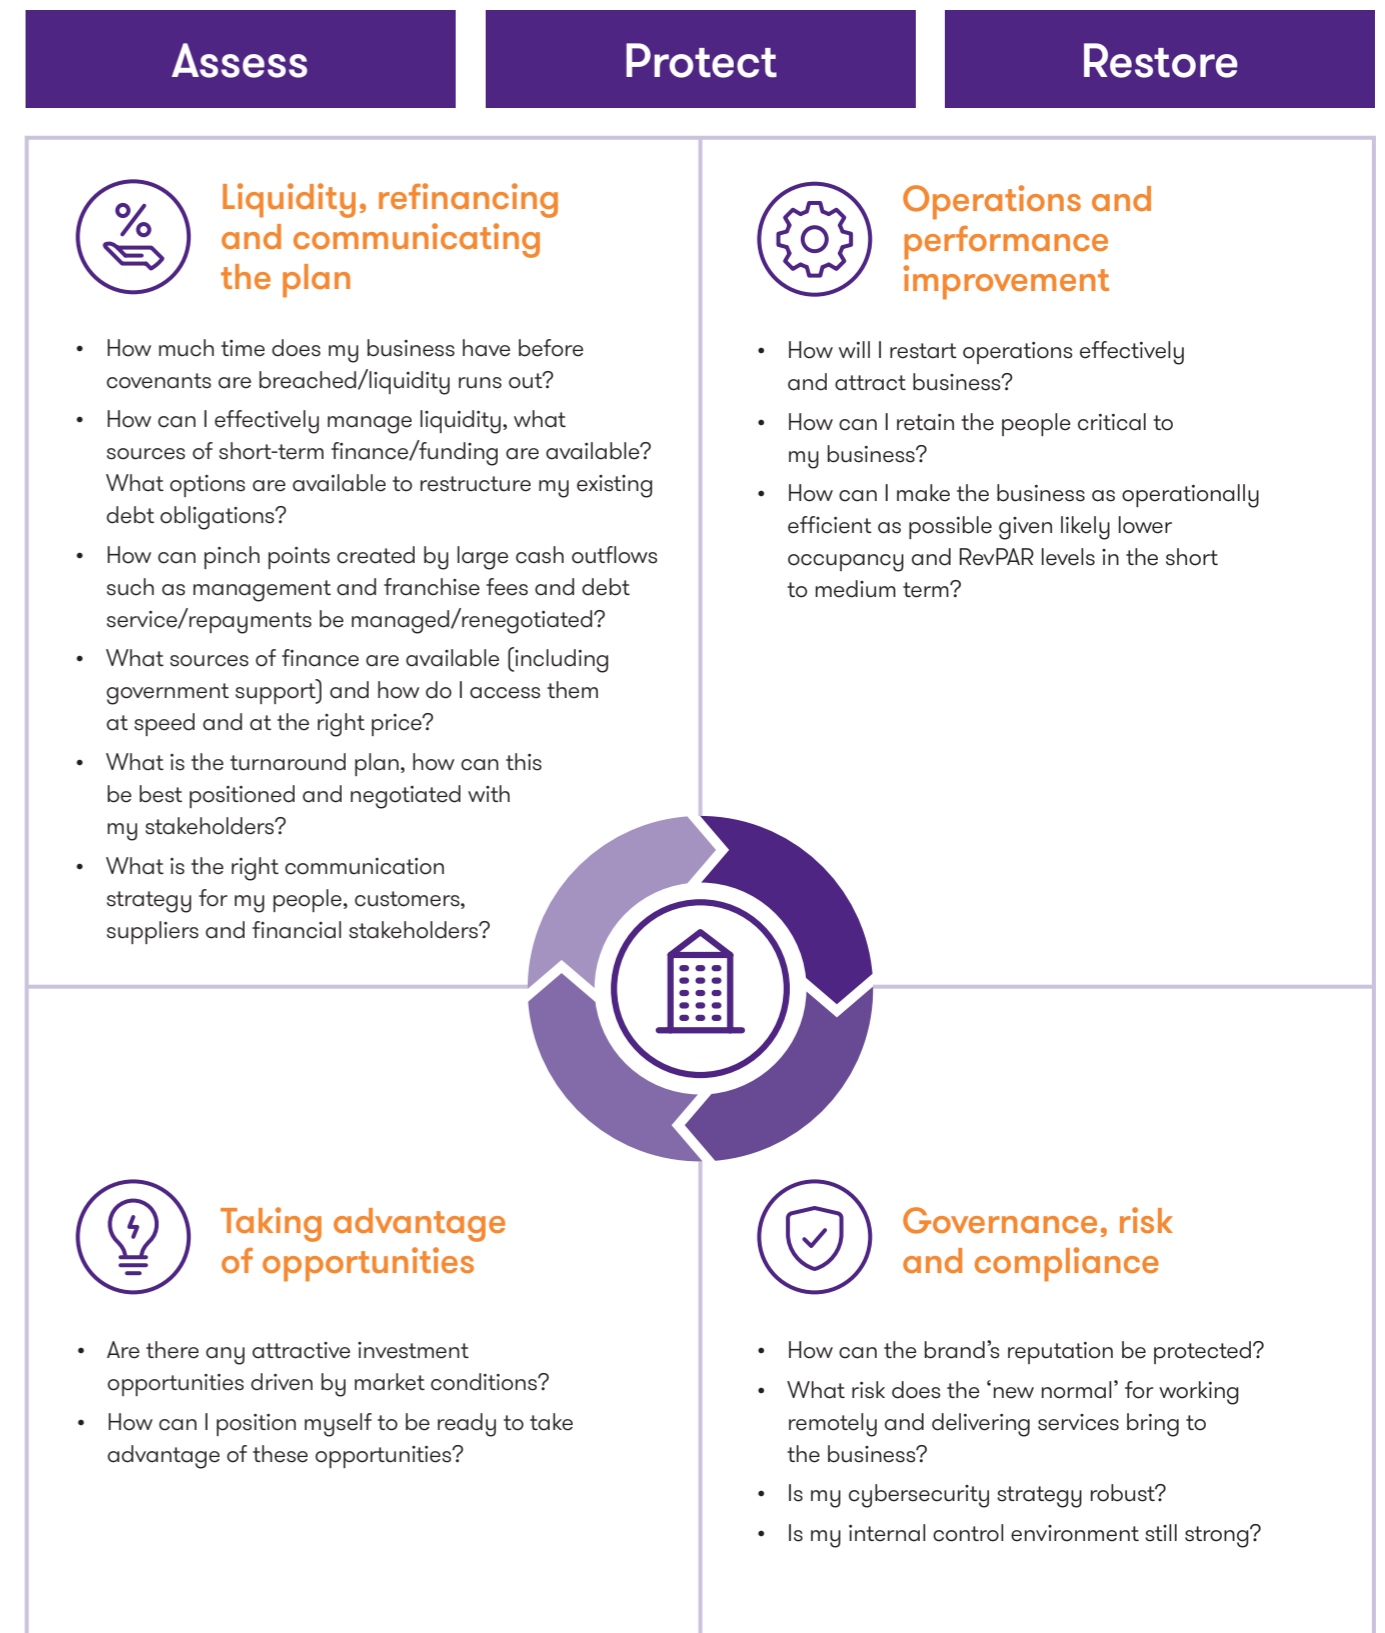 Assess
Protect
Restore
Liquidity, refinancing
and communicating
the plan
• How much time does my business have before
covenants are breached/liquidity runs out?
• How can I effectively manage liquidity, what
sources of short-term finance/funding are available?
What options are available to restructure my existing
debt obligations?
• How can pinch points created by large cash outflows
such as management and franchise fees and debt
service/repayments be managed/renegotiated?
• What sources of finance are available (including
government support) and how do I access them
at speed and at the right price?
• What is the turnaround plan, how can this
be best positioned and negotiated with
my stakeholders?
• What is the right communication
strategy for my people, customers,
suppliers and financial stakeholders?
Operations and
performance
improvement
• How will I restart operations effectively
and attract business?
• How can I retain the people critical to
my business?
• How can I make the business as operationally
efficient as possible given likely lower
occupancy and RevPAR levels in the short
to medium term?
Taking advantage
of opportunities
• Are there any attractive investment
opportunities driven by market conditions?
• How can I position myself to be ready to take
advantage of these opportunities?
Governance, risk
and compliance
• How can the brand’s reputation be protected?
• What risk does the ‘new normal’ for working
remotely and delivering services bring to
the business?
• Is my cybersecurity strategy robust?
• Is my internal control environment still strong?